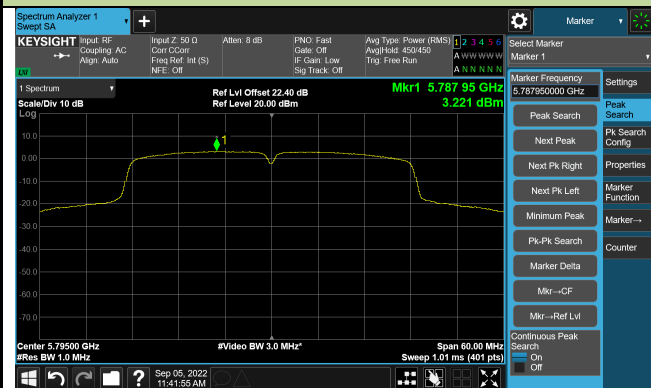 Spectrum Analyzer 1
Swept SA
Marker
KEYSIGHT
Input: RF
Coupling: AC
Align: Auto
Input Z: 50 Ω
Corr CCorr
Freq Ref: Int (S)
NFE: Off
Atten: 8 dB
PNO: Fast
Gate: Off
IF Gain: Low
Sig Track: Off
Avg Type: Power (RMS)
Avg|Hold: 450/450
Trig: Free Run
1 2 3 4 5 6
A W W W W W
A N N N N N
LXI
Select Marker
Marker 1
1 Spectrum
Scale/Div 10 dB
Log
Ref Lvl Offset 22.40 dB
Ref Level 20.00 dBm
Mkr1 5.787 95 GHz
3.221 dBm
1
10.0
0.00
-10.0
-20.0
-30.0
-40.0
-50.0
-60.0
-70.0
Center 5.79500 GHz
#Res BW 1.0 MHz
#Video BW 3.0 MHz*
Span 60.00 MHz
Sweep 1.01 ms (401 pts)
Marker Frequency
5.787950000 GHz
Peak Search
Next Peak
Next Pk Right
Next Pk Left
Minimum Peak
Pk-Pk Search
Marker Delta
Mkr→CF
Mkr→Ref Lvl
Continuous Peak
Search
On
Off
Settings
Peak
Search
Pk Search
Config
Properties
Marker
Function
Marker→
Counter
Sep 05, 2022
11:41:55 AM